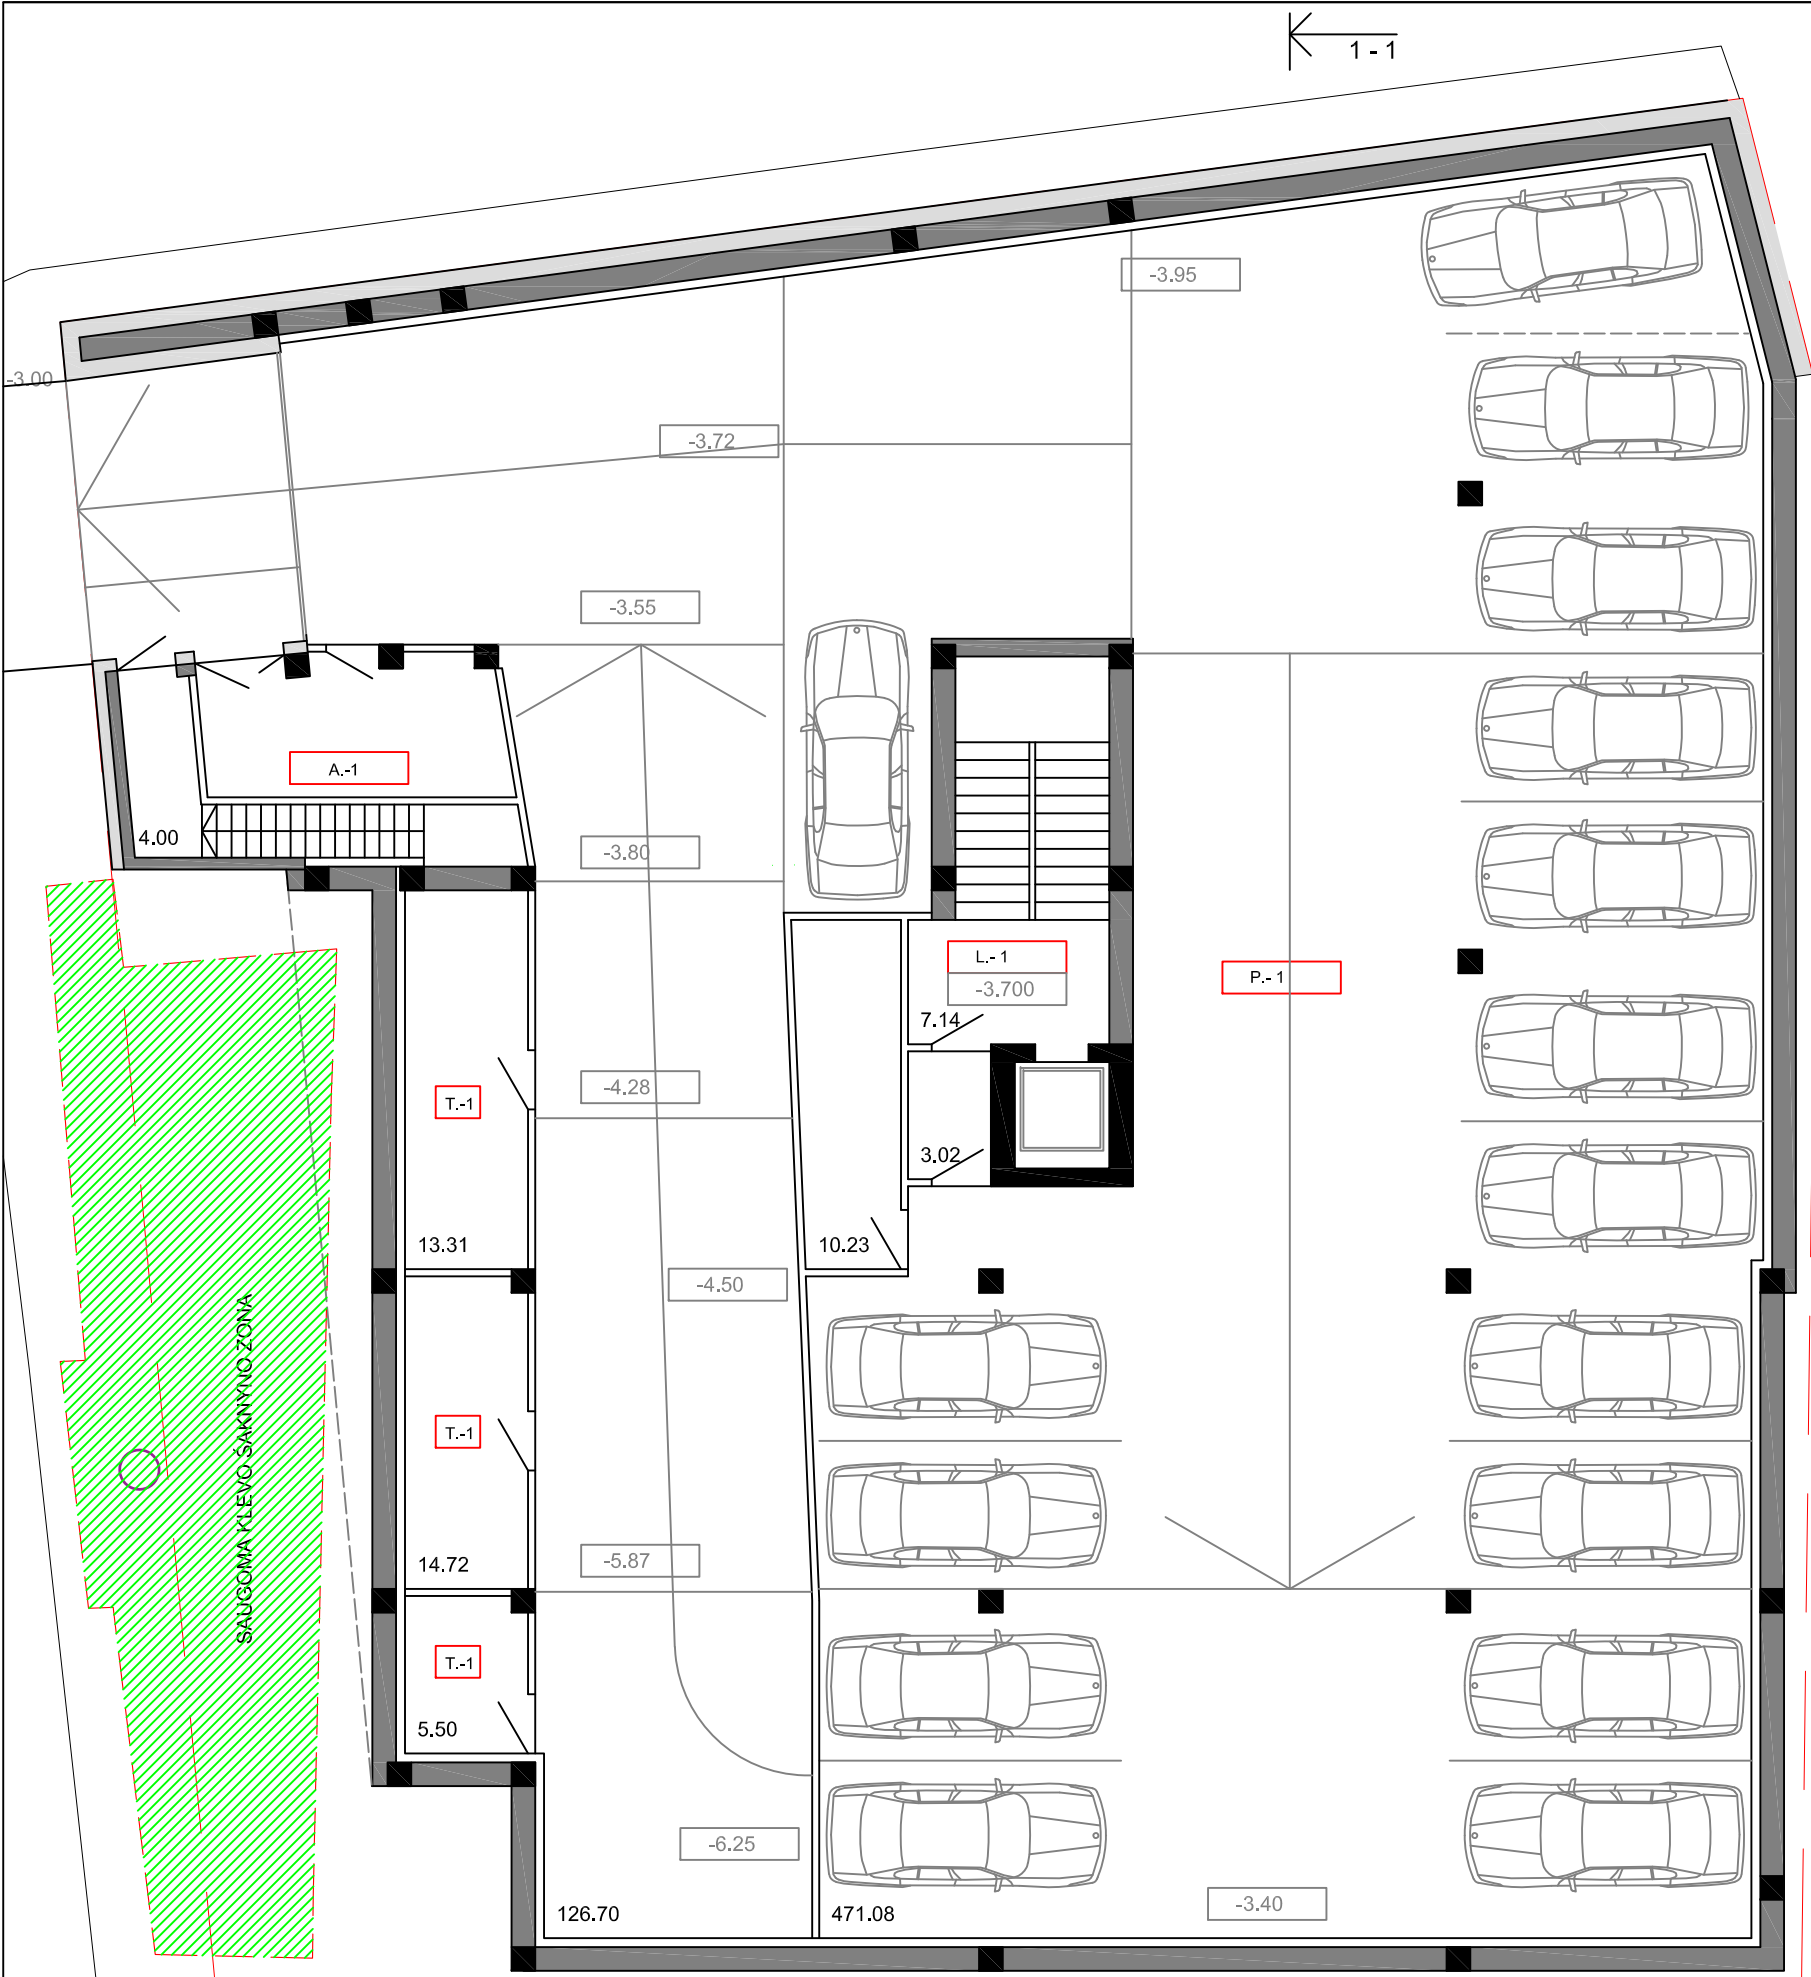 1 - 1
-3.95
-3.00
-3.72
-3.55
A.-1
4.00
-3.80
L.- 1
-3.700
P.- 1
7.14
T.-1
-4.28
3.02
13.31
10.23
-4.50
SAUGOMA KLEVO ŠAKNYNO ZONA
T.-1
14.72
-5.87
T.-1
5.50
-6.25
126.70
471.08
-3.40